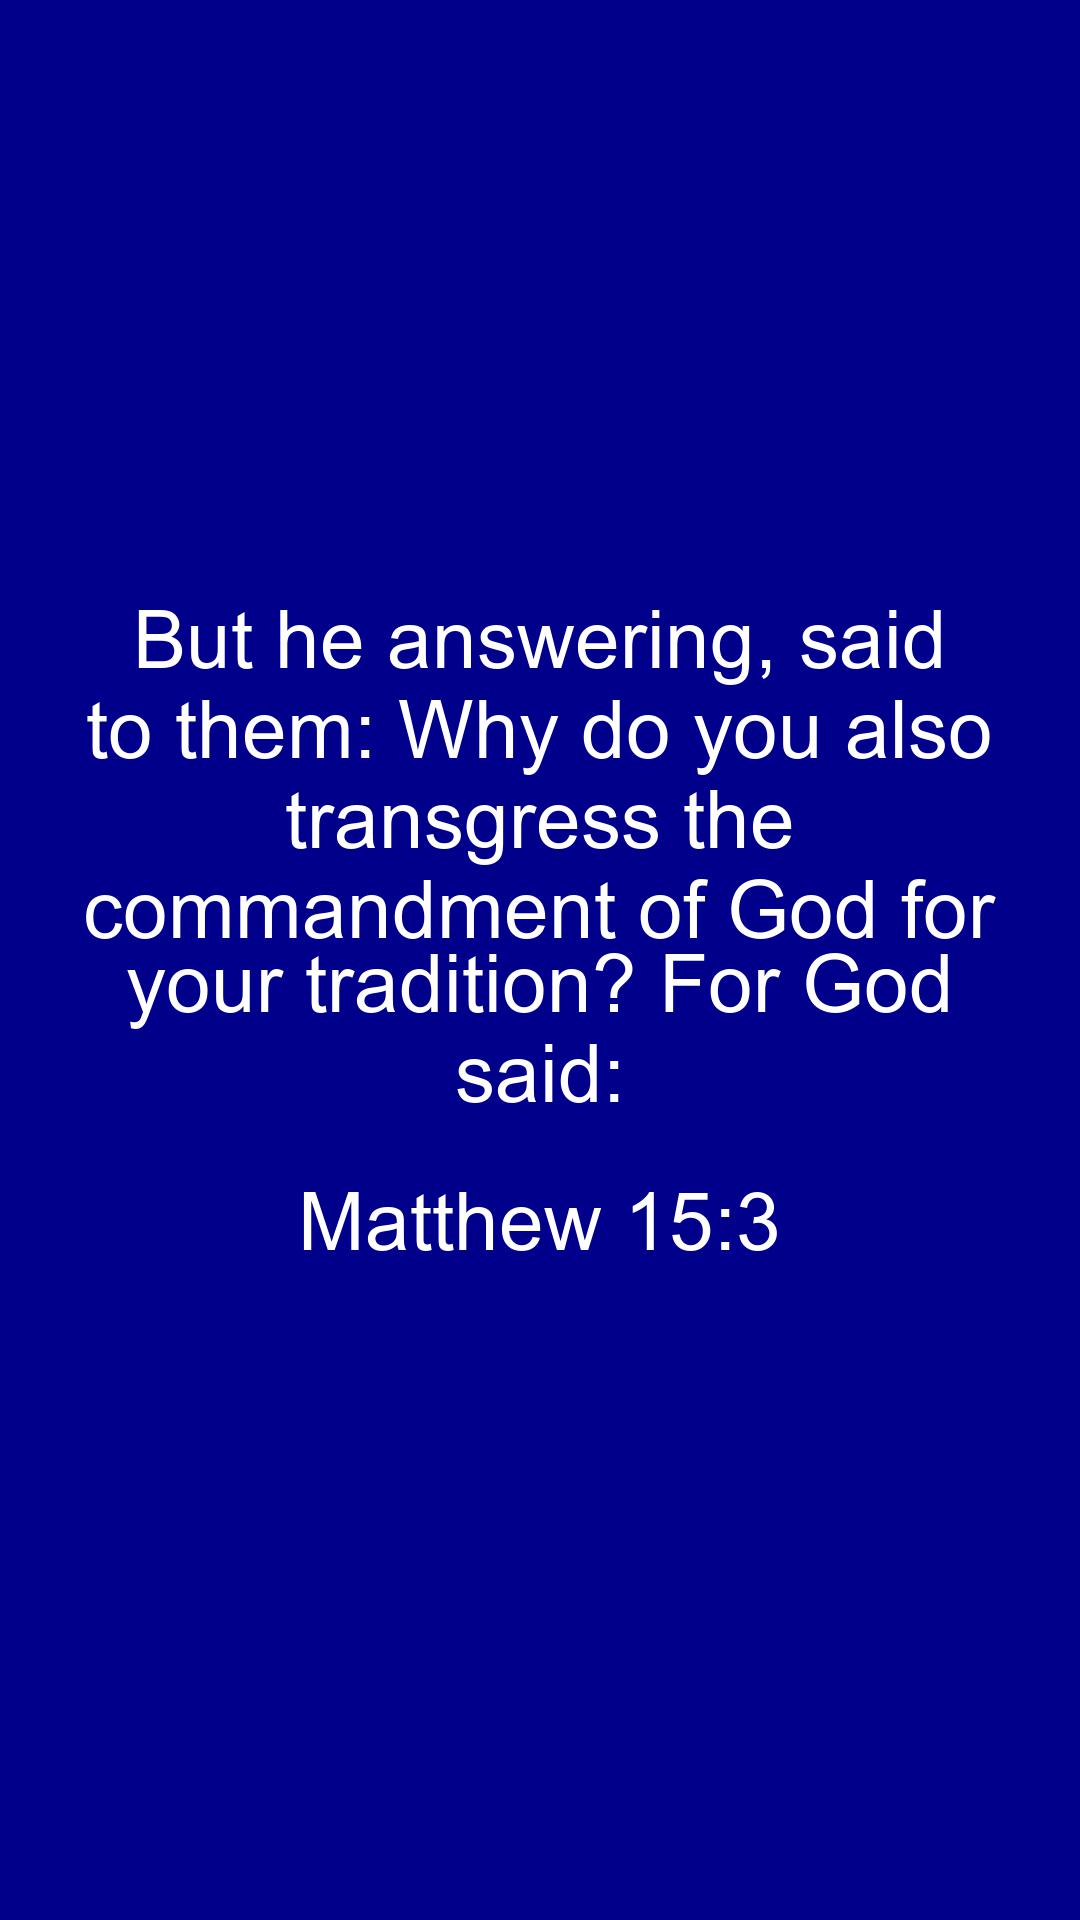 But he answering, said
to them: Why do you also
transgress the
commandment of God for
your tradition? For God
said:
Matthew 15:3